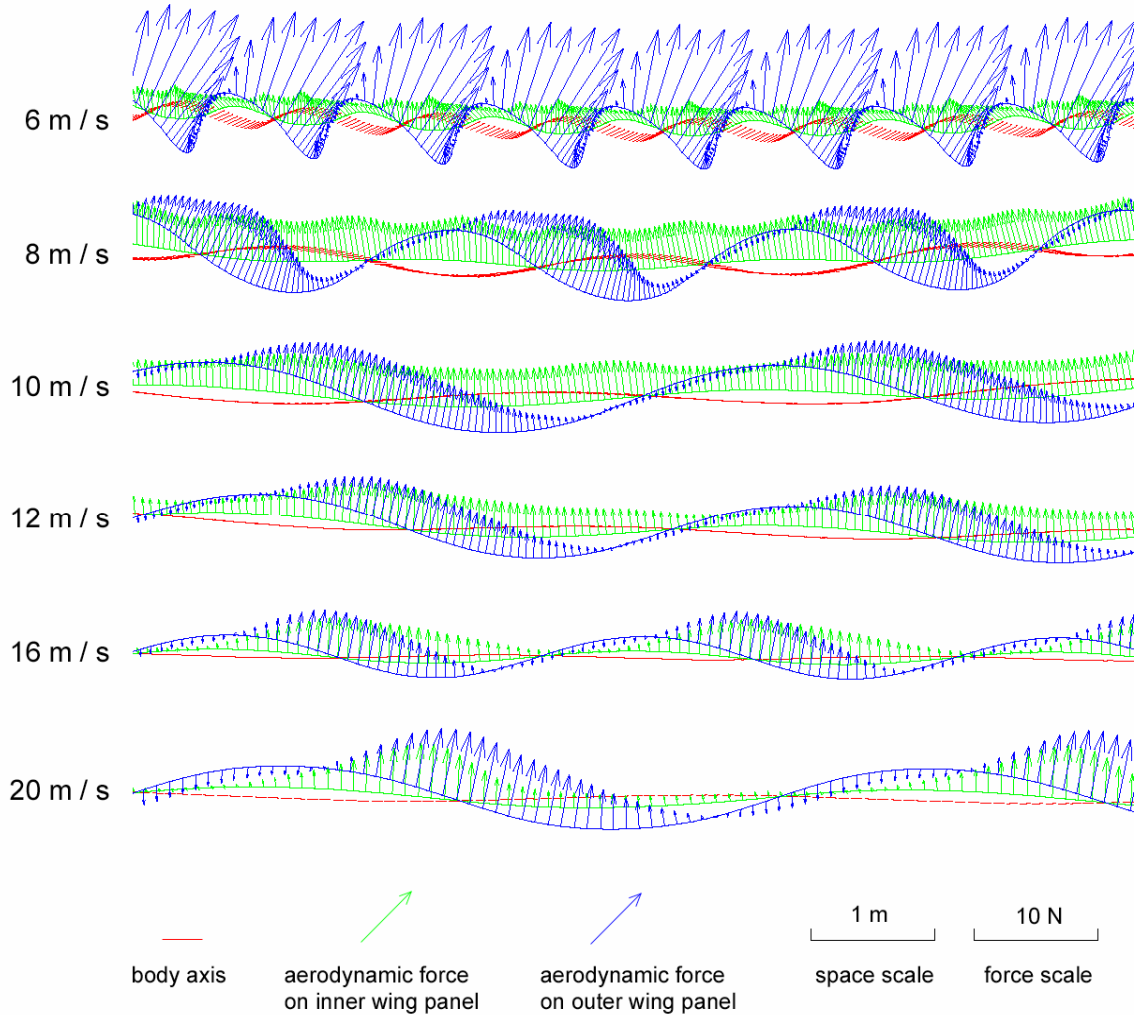 6 m / s
8 m / s
10 m / s
12 m / s
16 m / s
20 m / s
1 m
10 N
body axis
aerodynamic force
on inner wing panel
aerodynamic force
on outer wing panel
space scale
force scale